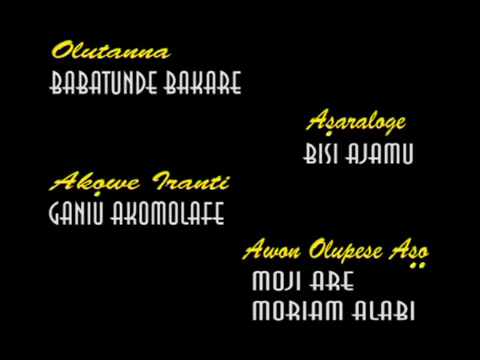 Olutanna
BABATUNDE BAKARE
Aṣaraloge
BISI AJAMU
Akọwe Iranti
GANIU AKOMOLAFE
Awon Olupese Aṣọ
MOJI ARE
MORIAM ALABI